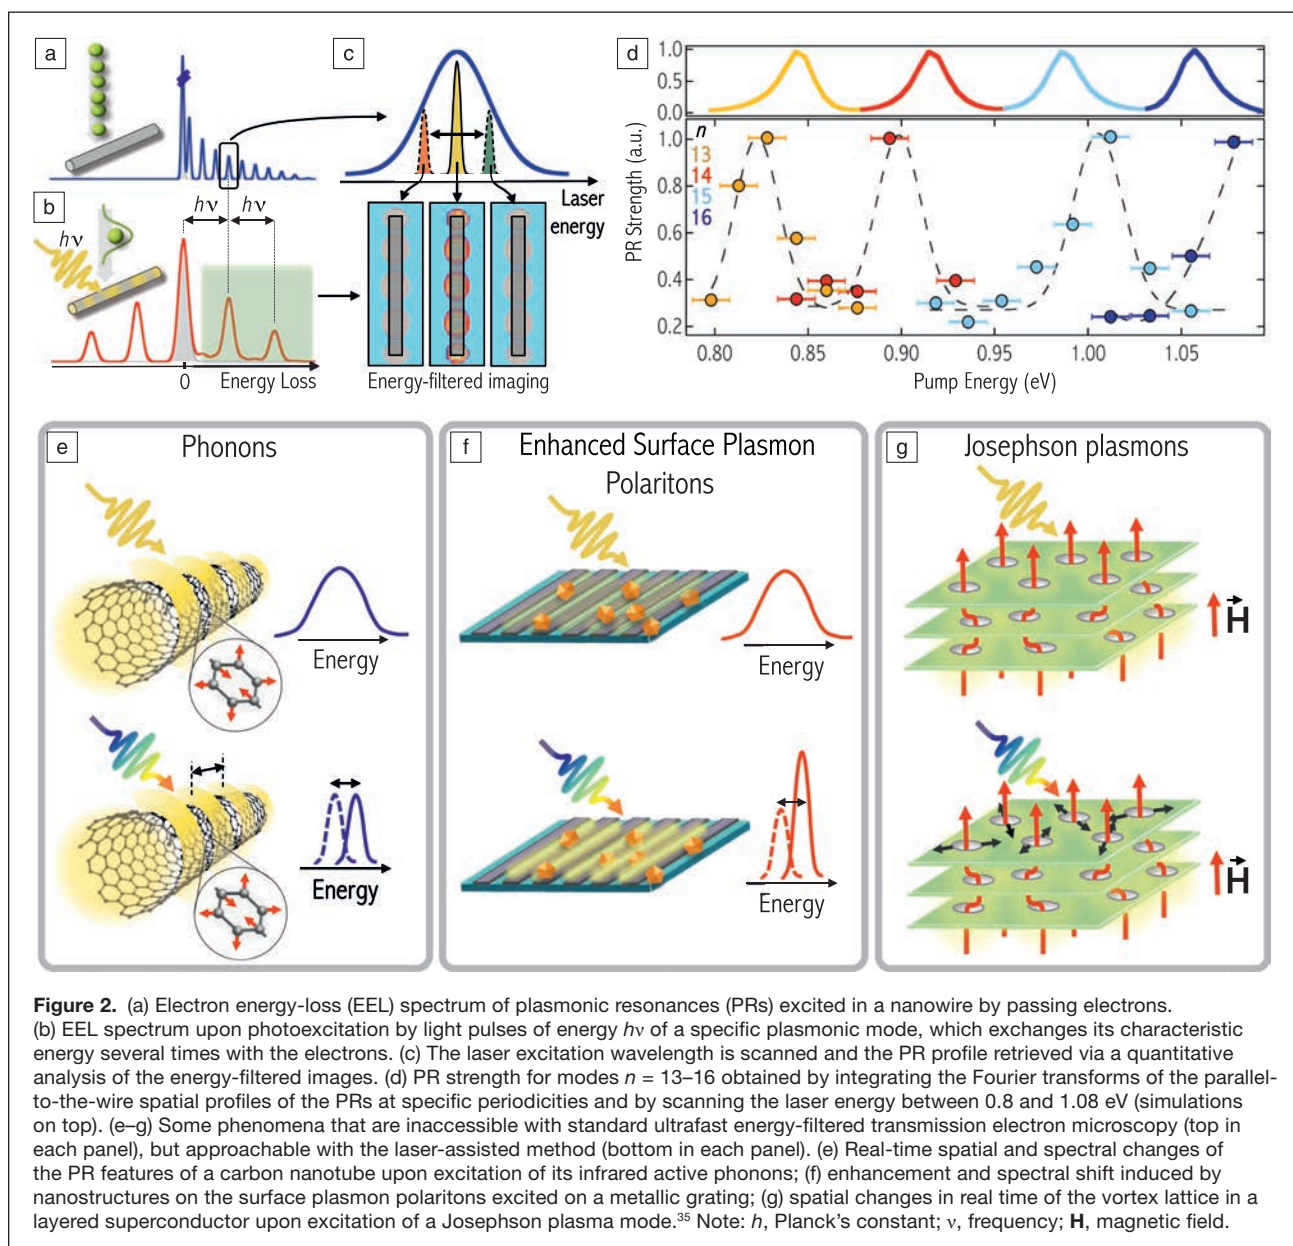 a
b
hν
hν
hν
0
Energy Loss
c
Laser
energy
Energy-filtered imaging
d
1.0
0.5
0.0
PR Strength (a.u.)
1.0
0.8
0.6
0.4
0.2
n
13
14
15
16
0.80
0.85
0.90
0.95
1.00
1.05
Pump Energy (eV)
e
Phonons
Energy
Energy
f
Enhanced Surface Plasmon
Polaritons
Energy
Energy
g
Josephson plasmons
H
H
Figure 2. (a) Electron energy-loss (EEL) spectrum of plasmonic resonances (PRs) excited in a nanowire by passing electrons.
(b) EEL spectrum upon photoexcitation by light pulses of energy hν of a specific plasmonic mode, which exchanges its characteristic
energy several times with the electrons. (c) The laser excitation wavelength is scanned and the PR profile retrieved via a quantitative
analysis of the energy-filtered images. (d) PR strength for modes n = 13–16 obtained by integrating the Fourier transforms of the parallel-
to-the-wire spatial profiles of the PRs at specific periodicities and by scanning the laser energy between 0.8 and 1.08 eV (simulations
on top). (e–g) Some phenomena that are inaccessible with standard ultrafast energy-filtered transmission electron microscopy (top in
each panel), but approachable with the laser-assisted method (bottom in each panel). (e) Real-time spatial and spectral changes of
the PR features of a carbon nanotube upon excitation of its infrared active phonons; (f) enhancement and spectral shift induced by
nanostructures on the surface plasmon polaritons excited on a metallic grating; (g) spatial changes in real time of the vortex lattice in a
layered superconductor upon excitation of a Josephson plasma mode.³⁵ Note: h, Planck's constant; ν, frequency; H, magnetic field.